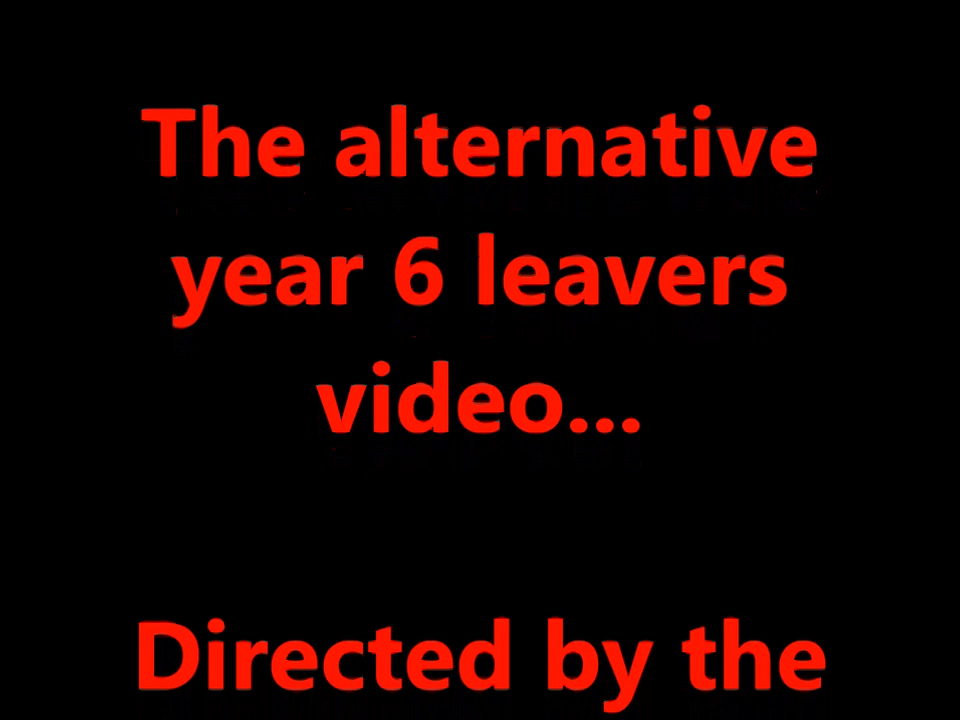 The alternative
year 6 leavers
video...
Directed by the